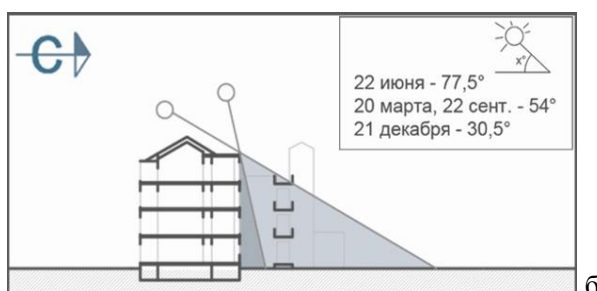 С
x°
22 июня - 77,5°
20 марта, 22 сент. - 54°
21 декабря - 30,5°
б